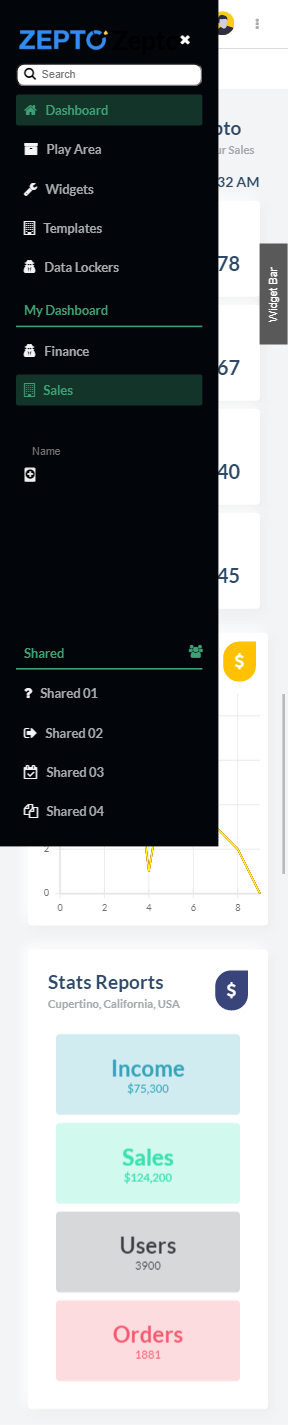 ZEPTO Zepto
Search
Dashboard
Play Area
Widgets
Templates
Data Lockers
My Dashboard
Finance
Sales
Name
Shared
Shared 01
Shared 02
Shared 03
Shared 04
pto
ur Sales
32 AM
78
Widget Bar
67
40
45
$
2
0
0 2 4 6 8
Stats Reports
Cupertino, California, USA
$
Income
$75,300
Sales
$124,200
Users
3900
Orders
1881